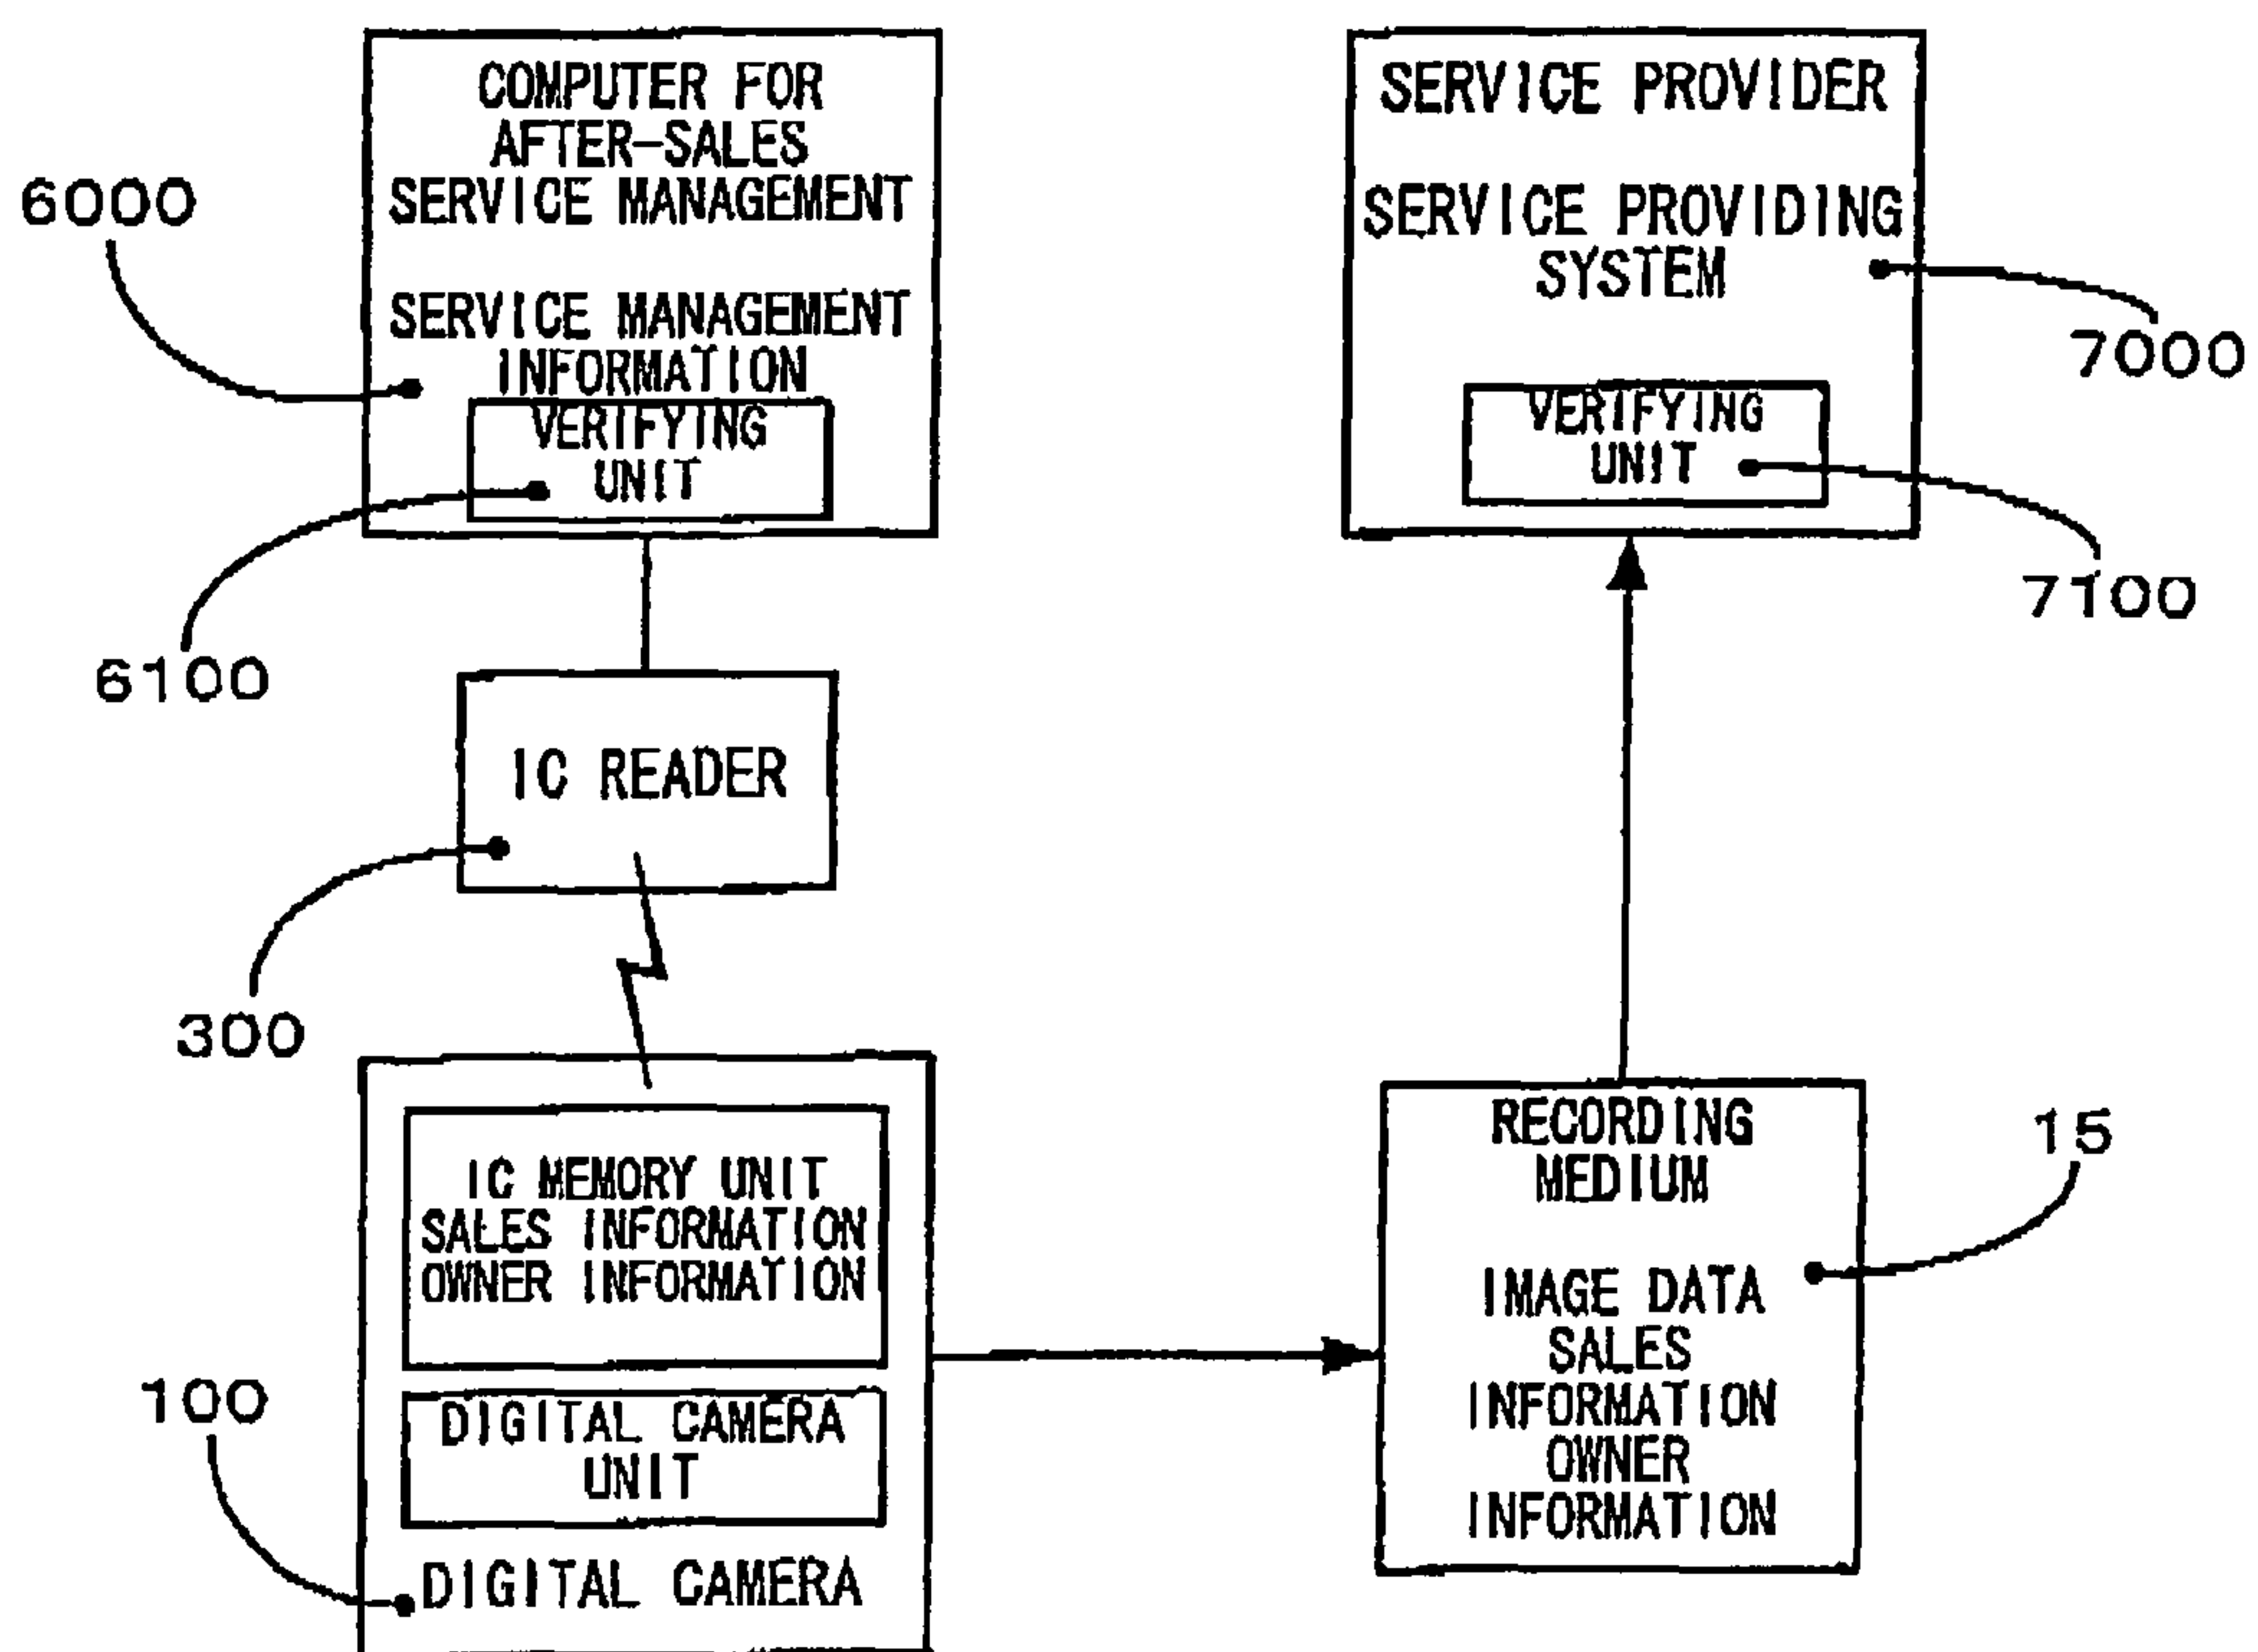 COMPUTER FOR
AFTER-SALES
SERVICE MANAGEMENT
SERVICE MANAGEMENT
INFORMATION
VERIFYING
UNIT
6000
6100
SERVICE PROVIDER
SERVICE PROVIDING
SYSTEM
VERIFYING
UNIT
7000
7100
IC READER
300
IC MEMORY UNIT
SALES INFORMATION
OWNER INFORMATION
DIGITAL CAMERA
UNIT
DIGITAL CAMERA
100
RECORDING
MEDIUM
IMAGE DATA
SALES
INFORMATION
OWNER
INFORMATION
15